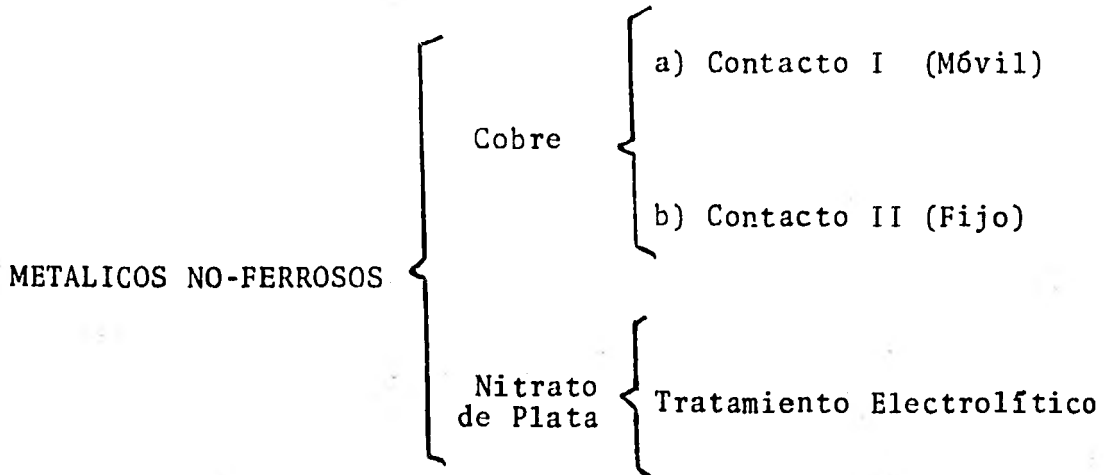 METALICOS NO-FERROSOS
Cobre
a) Contacto I (Móvil)
b) Contacto II (Fijo)
Nitrato
de Plata
Tratamiento Electrolítico